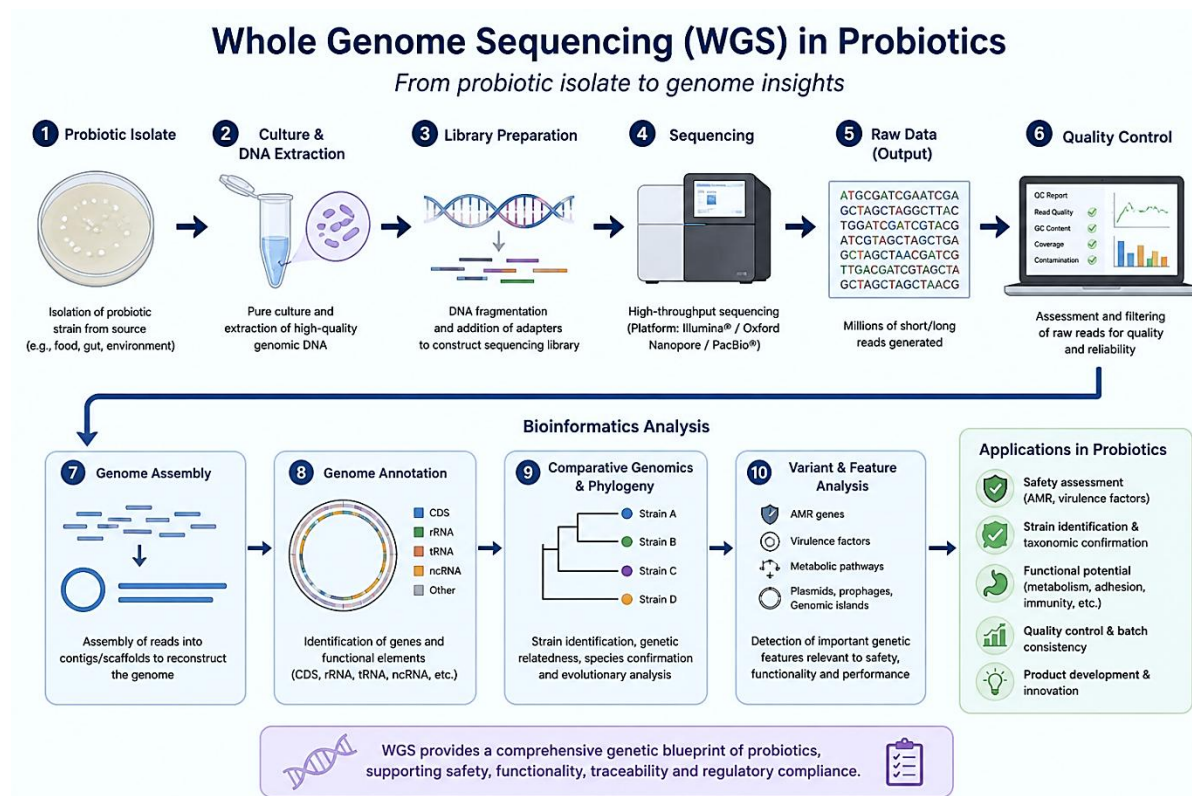 Whole Genome Sequencing (WGS) in Probiotics
From probiotic isolate to genome insights
1 Probiotic Isolate
Isolation of probiotic
strain from source
(e.g., food, gut, environment)
2 Culture &
DNA Extraction
Pure culture and
extraction of high-quality
genomic DNA
3 Library Preparation
DNA fragmentation
and addition of adapters
to construct sequencing library
4 Sequencing
High-throughput sequencing
(Platform: Illumina® / Oxford
Nanopore / PacBio®)
5 Raw Data
(Output)
ATGCGATCGAATCGA
GCTAGCTAGGCTTAC
TGGATCGATCGTACG
ATCGTAGCTAGCTGA
GCTAGCTAACGATCG
TTGACGATCGTAGCTA
GCTAGCTAGCTAACG
Millions of short/long
reads generated
6 Quality Control
QC Report
Read Quality
GC Content
Coverage
Contamination
Assessment and filtering
of raw reads for quality
and reliability
Bioinformatics Analysis
7 Genome Assembly
Assembly of reads into
contigs/scaffolds to reconstruct
the genome
8 Genome Annotation
CDS
rRNA
tRNA
ncRNA
Other
Identification of genes and
functional elements
(CDS, rRNA, tRNA, ncRNA, etc.)
9 Comparative Genomics
& Phylogeny
Strain A
Strain B
Strain C
Strain D
Strain identification, genetic
relatedness, species confirmation
and evolutionary analysis
10 Variant & Feature
Analysis
AMR genes
Virulence factors
Metabolic pathways
Plasmids, prophages,
Genomic islands
Detection of important genetic
features relevant to safety,
functionality and performance
Applications in Probiotics
Safety assessment
(AMR, virulence factors)
Strain identification &
taxonomic confirmation
Functional potential
(metabolism, adhesion,
immunity, etc.)
Quality control & batch
consistency
Product development &
innovation
WGS provides a comprehensive genetic blueprint of probiotics,
supporting safety, functionality, traceability and regulatory compliance.